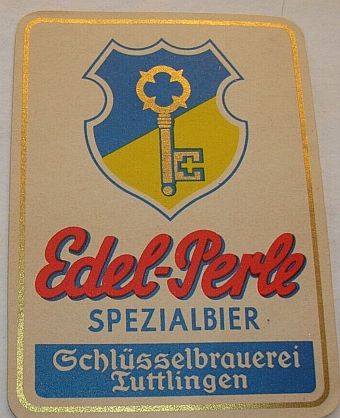 Edel-Perle
SPEZIALBIER
Schlüsselbrauerei
Tuttlingen